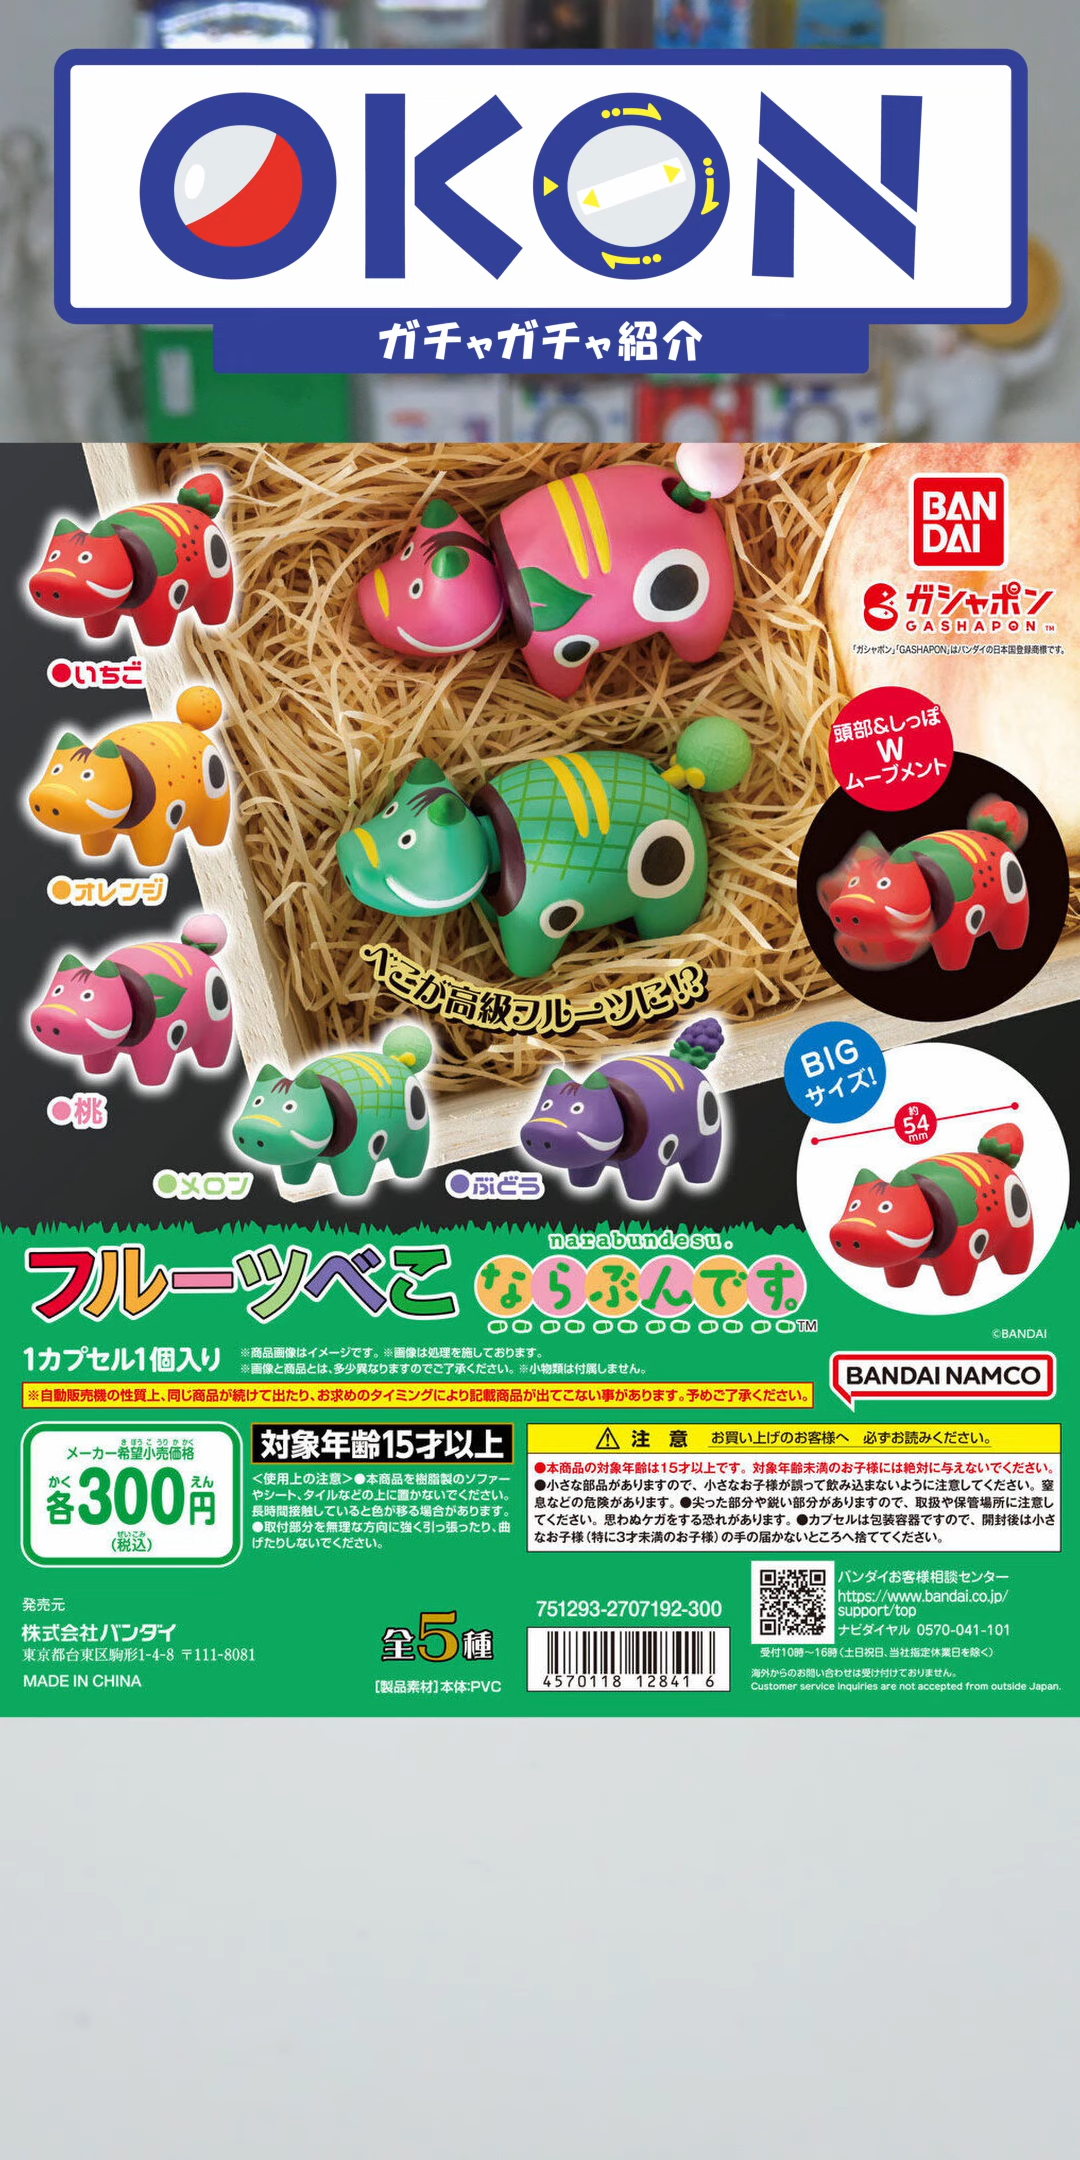 OKON
ガチャガチャ紹介
BAN
DAI
ガシャポン
GASHAPON TM
「ガシャポン」「GASHAPON」はバンダイの日本国登録商標です。
●いちご
頭部&しっぽ
W
ムーブメント
●オレンジ
べこが高級フルーツに!?
●桃
BIG
サイズ!
約
54
mm
●メロン
●ぶどう
narabundesu.
フルーツべこ
ならぶんです。TM
©BANDAI
1カプセル1個入り
※商品画像はイメージです。※画像は処理を施しております。
※画像と商品とは、多少異なりますのでご了承ください。※小物類は付属しません。
BANDAI NAMCO
※自動販売機の性質上、同じ商品が続けて出たり、お求めのタイミングにより記載商品が出てこない事があります。予めご了承ください。
メーカー希望小売価格
各300円
(税込)
対象年齢15才以上
<使用上の注意>●本商品を樹脂製のソファー
やシート、タイルなどの上に置かないでください。
長時間接触していると色が移る場合があります。
●取付部分を無理な方向に強く引っ張ったり、曲
げたりしないでください。
注意 お買い上げのお客様へ 必ずお読みください。
●本商品の対象年齢は15才以上です。対象年齢未満のお子様には絶対に与えないでください。
●小さな部品がありますので、小さなお子様が誤って飲み込まないように注意してください。窒
息などの危険があります。●尖った部分や鋭い部分がありますので、取扱や保管場所に注意し
てください。思わぬケガをする恐れがあります。●カプセルは包装容器ですので、開封後は小さ
なお子様(特に3才未満のお子様)の手の届かないところへ捨ててください。
バンダイお客様相談センター
https://www.bandai.co.jp/
support/top
ナビダイヤル 0570-041-101
受付10時～16時(土日祝日、当社指定休業日を除く)
海外からのお問い合わせは受け付けておりません。
Customer service inquiries are not accepted from outside Japan.
発売元
株式会社バンダイ
東京都台東区駒形1-4-8 〒111-8081
MADE IN CHINA
全5種
[製品素材]本体:PVC
751293-2707192-300
4570118 12841 6